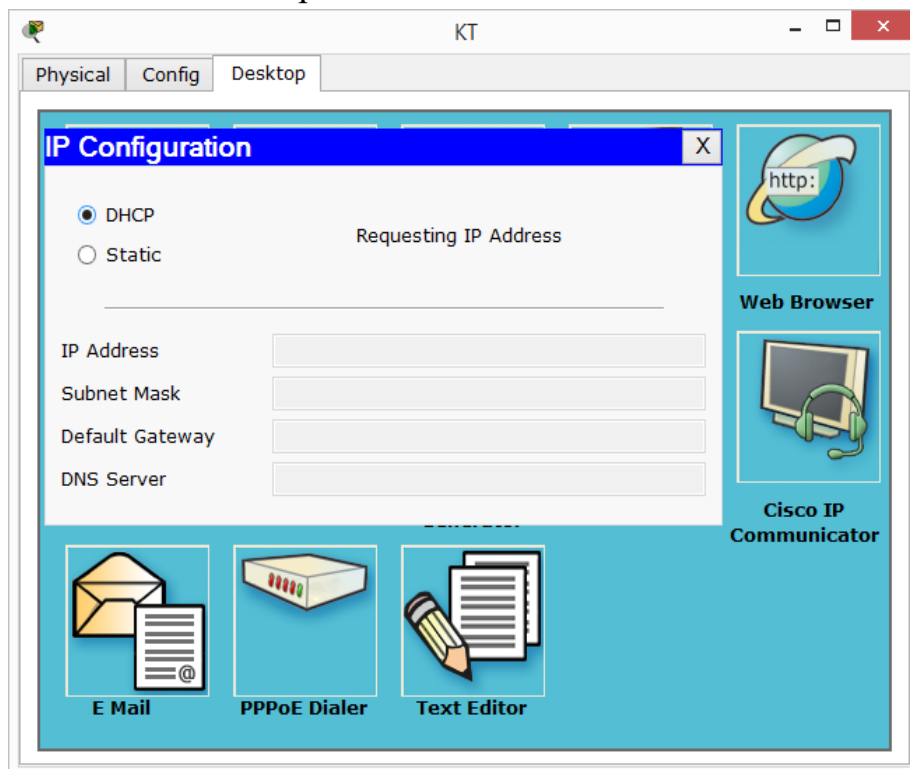 KT
Physical Config Desktop
IP Configuration X
http:
DHCP
Requesting IP Address
Static
Web Browser
IP Address
Subnet Mask
Default Gateway
DNS Server
Cisco IP
Communicator
@
E Mail PPPoE Dialer Text Editor